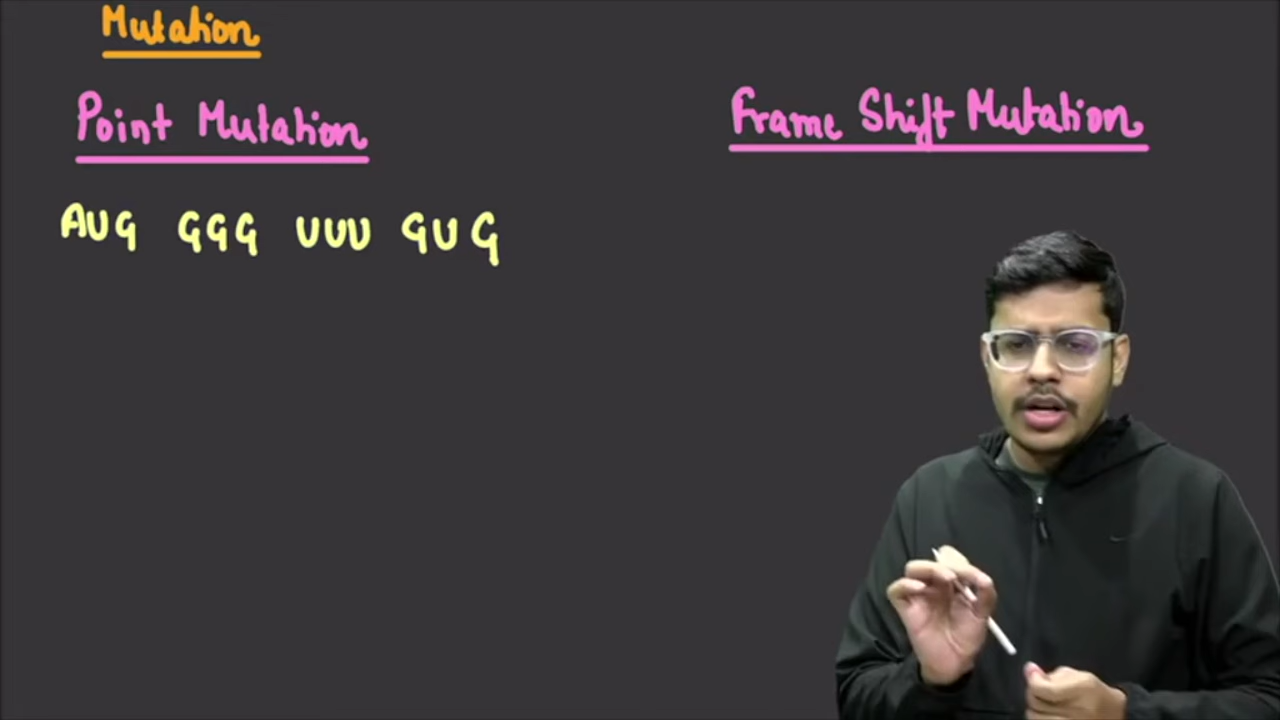 Mutation
Point Mutation
Frame Shift Mutation
AUG GGG UUU GUG